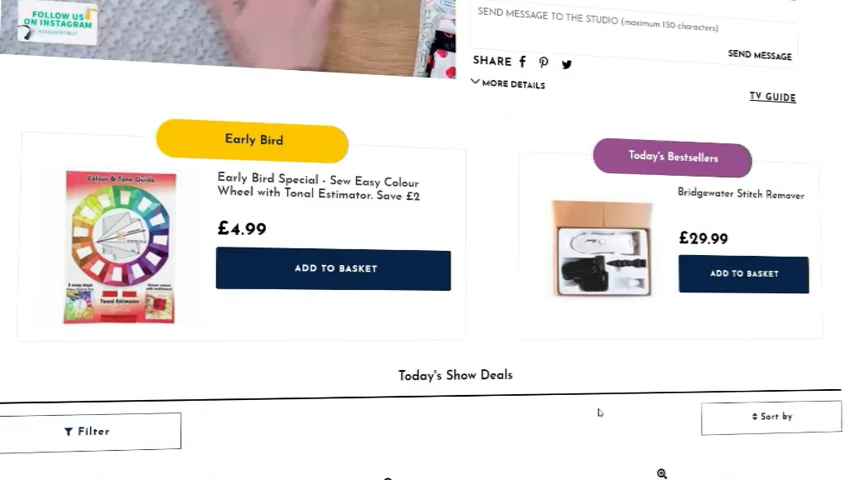 FOLLOW US
ON INSTAGRAM
SEND MESSAGE TO THE STUDIO (maximum 150 characters)
SEND MESSAGE
SHARE
MORE DETAILS
TV GUIDE
Early Bird
Today's Bestsellers
Colour & Tone Guide
Early Bird Special - Sew Easy Colour
Wheel with Tonal Estimator. Save £2
£4.99
ADD TO BASKET
Tonal Estimator
Bridgewater Stitch Remover
£29.99
ADD TO BASKET
Today's Show Deals
Filter
Sort by